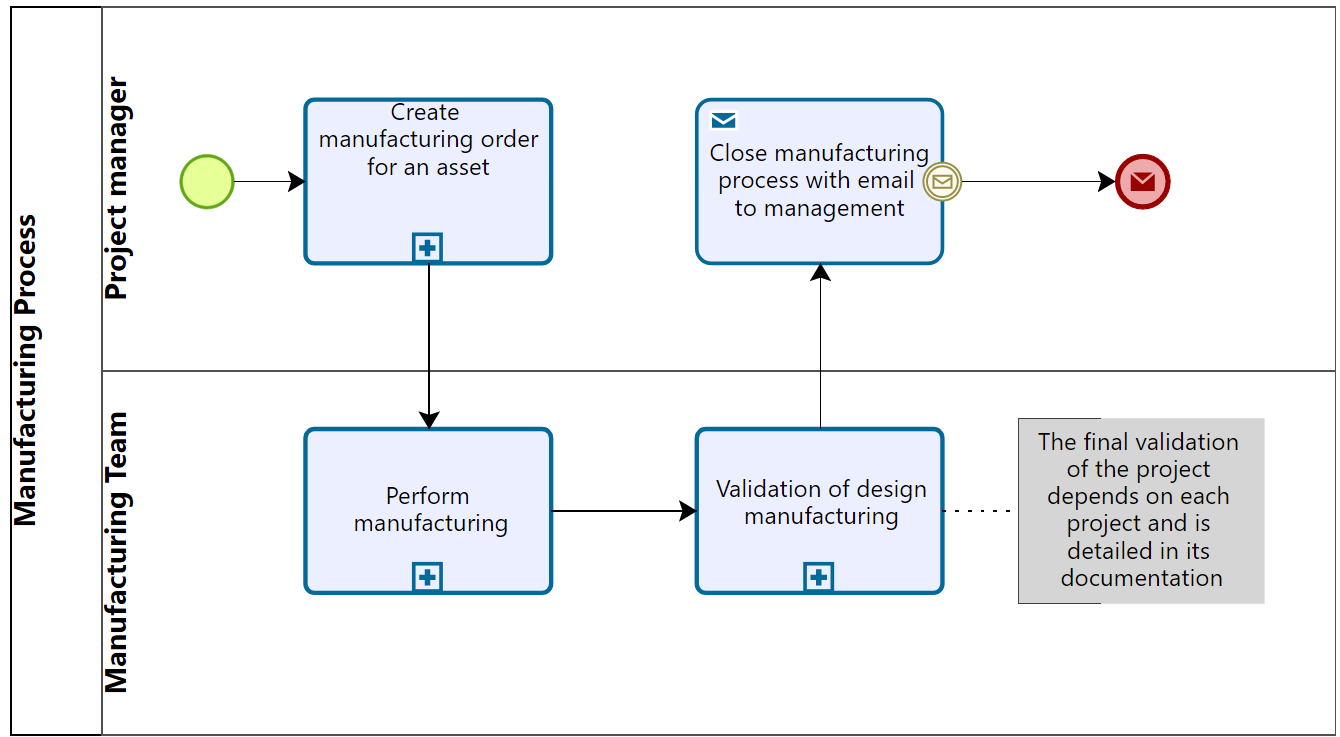 Manufacturing Process
Project manager
Create
manufacturing order
for an asset
Close manufacturing
process with email
to management
Manufacturing Team
Perform
manufacturing
Validation of design
manufacturing
The final validation
of the project
depends on each
project and is
detailed in its
documentation